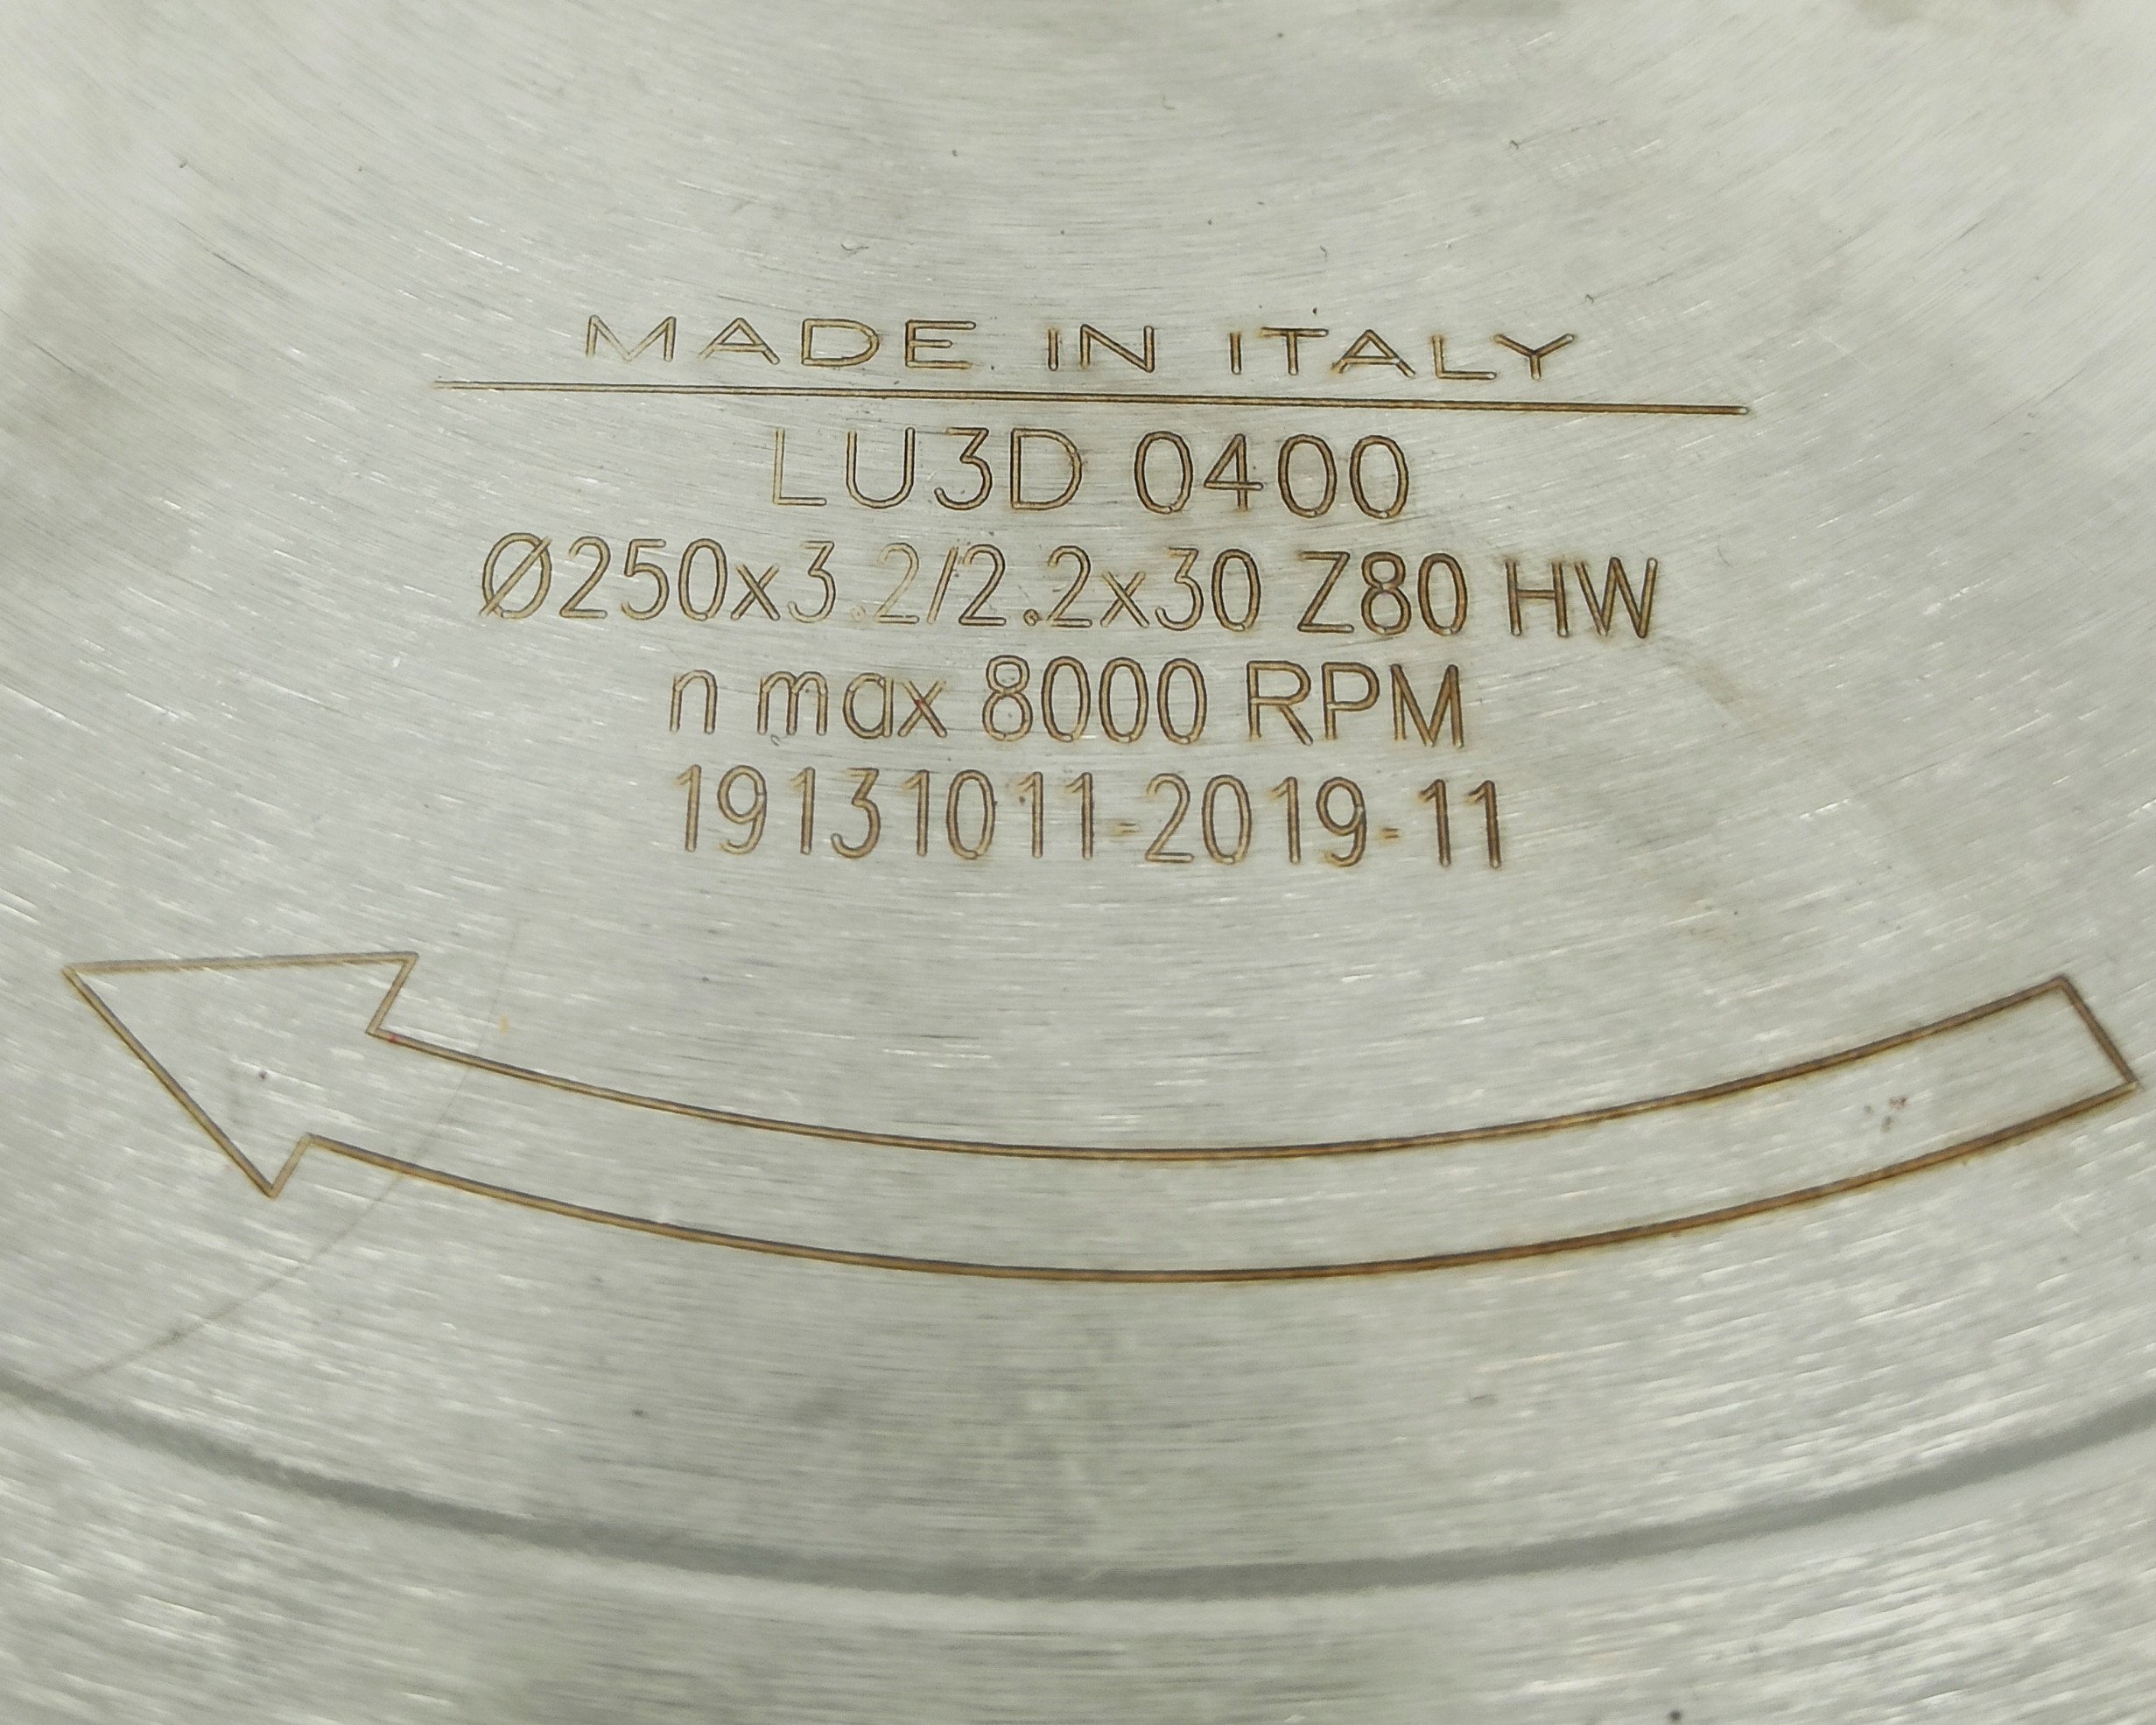 MADE IN ITALY
LU3D 0400
Ø250x3.2/2.2x30 Z80 HW
n max 8000 RPM
19131011-2019-11